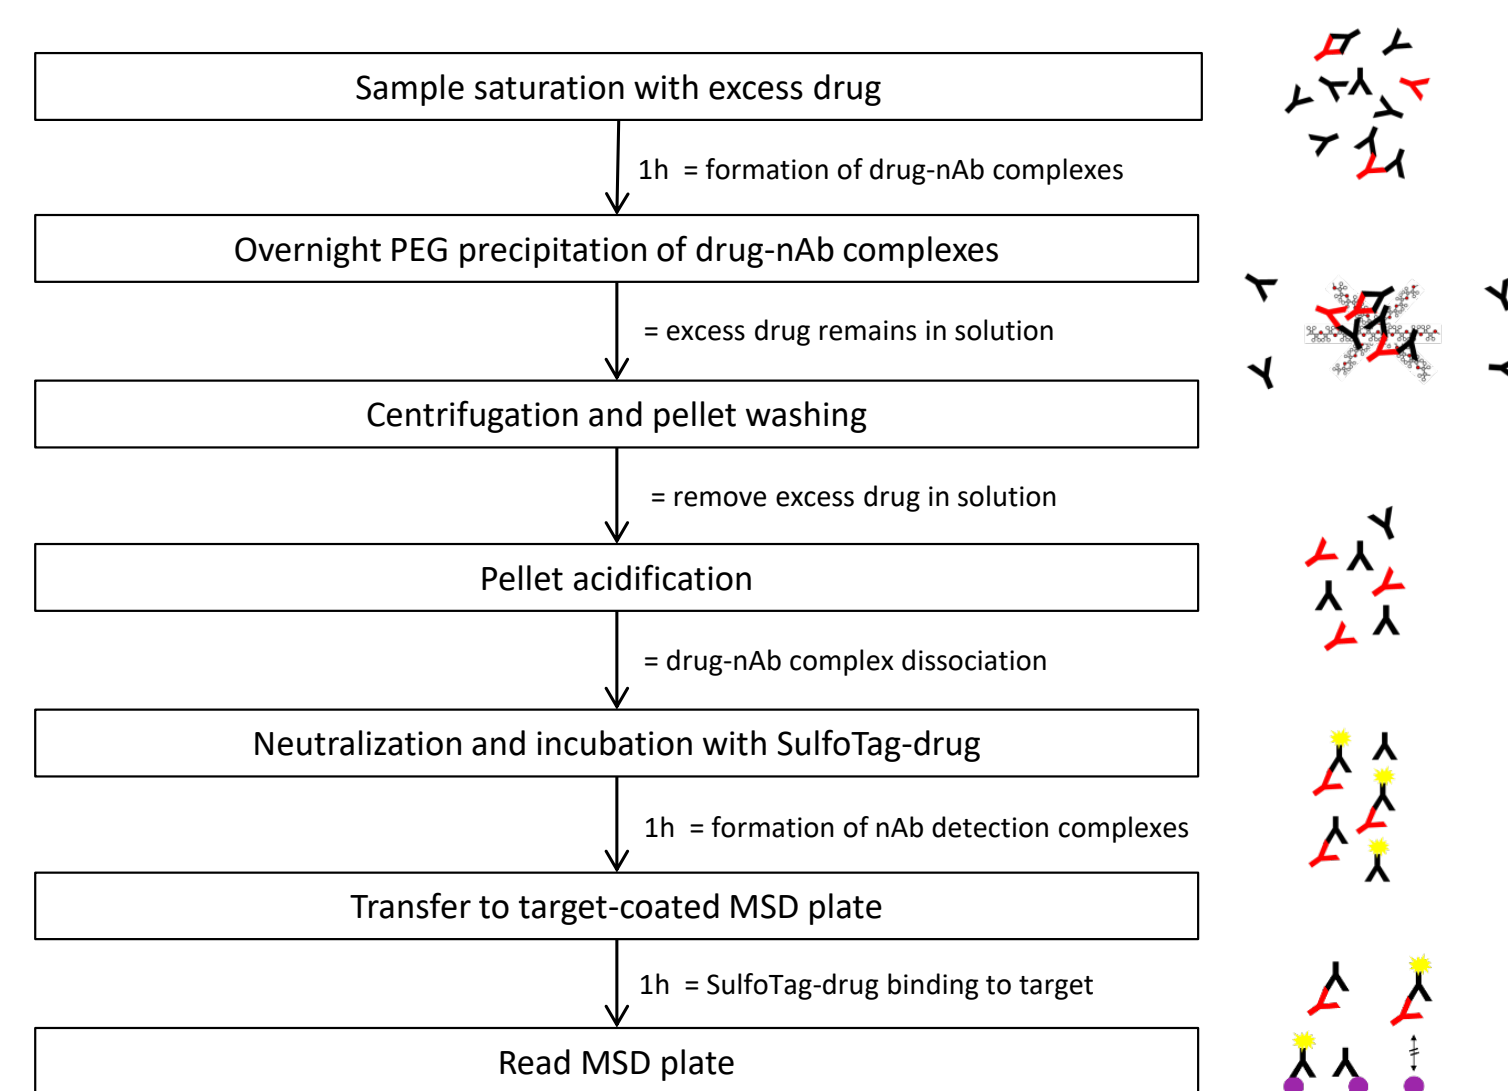 Sample saturation with excess drug
1h = formation of drug-nAb complexes
Overnight PEG precipitation of drug-nAb complexes
= excess drug remains in solution
Centrifugation and pellet washing
= remove excess drug in solution
Pellet acidification
= drug-nAb complex dissociation
Neutralization and incubation with SulfoTag-drug
1h = formation of nAb detection complexes
Transfer to target-coated MSD plate
1h = SulfoTag-drug binding to target
Read MSD plate